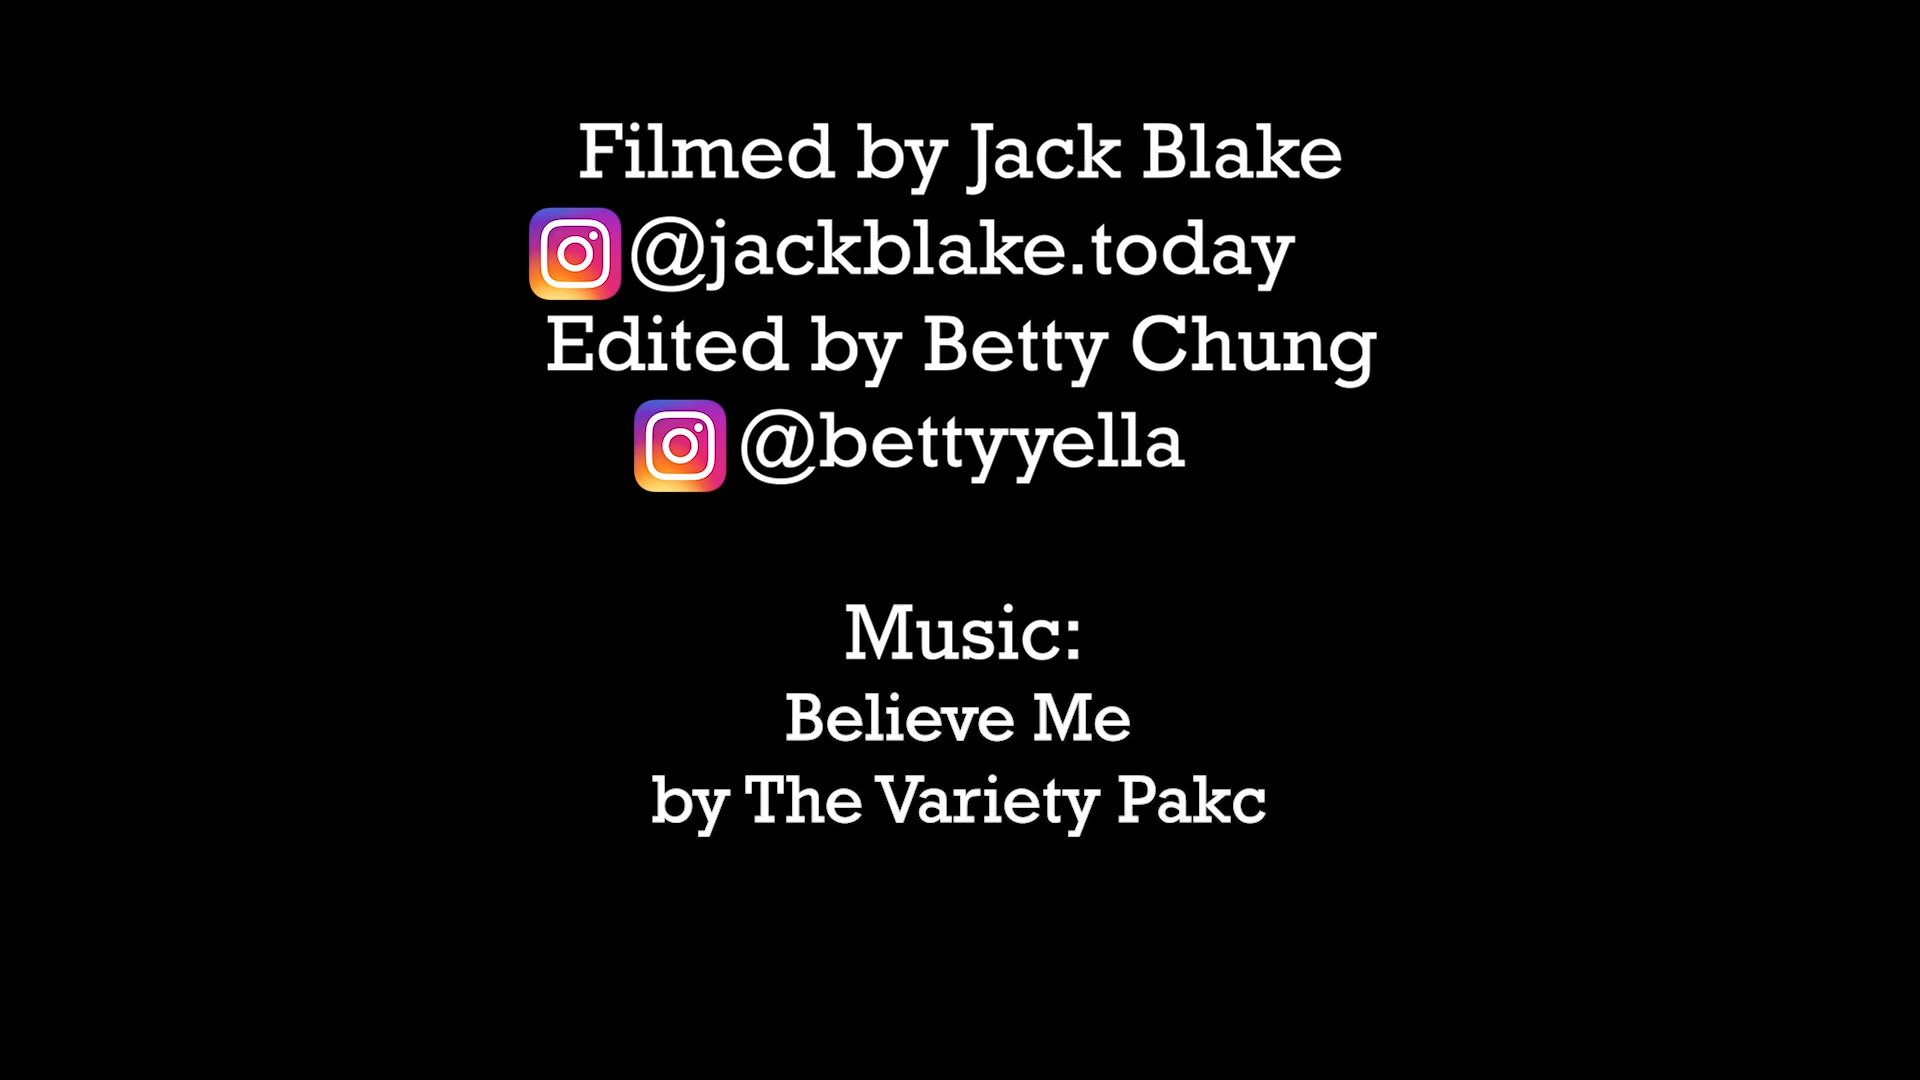 Filmed by Jack Blake
@jackblake.today
Edited by Betty Chung
@bettyyella
Music:
Believe Me
by The Variety Pakc